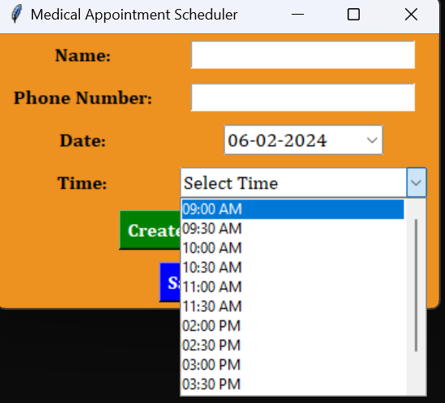 Medical Appointment Scheduler
Name:
Phone Number:
Date: 06-02-2024
Time: Select Time
09:00 AM
Create
09:30 AM
10:00 AM
10:30 AM
11:00 AM
11:30 AM
02:00 PM
02:30 PM
03:00 PM
03:30 PM